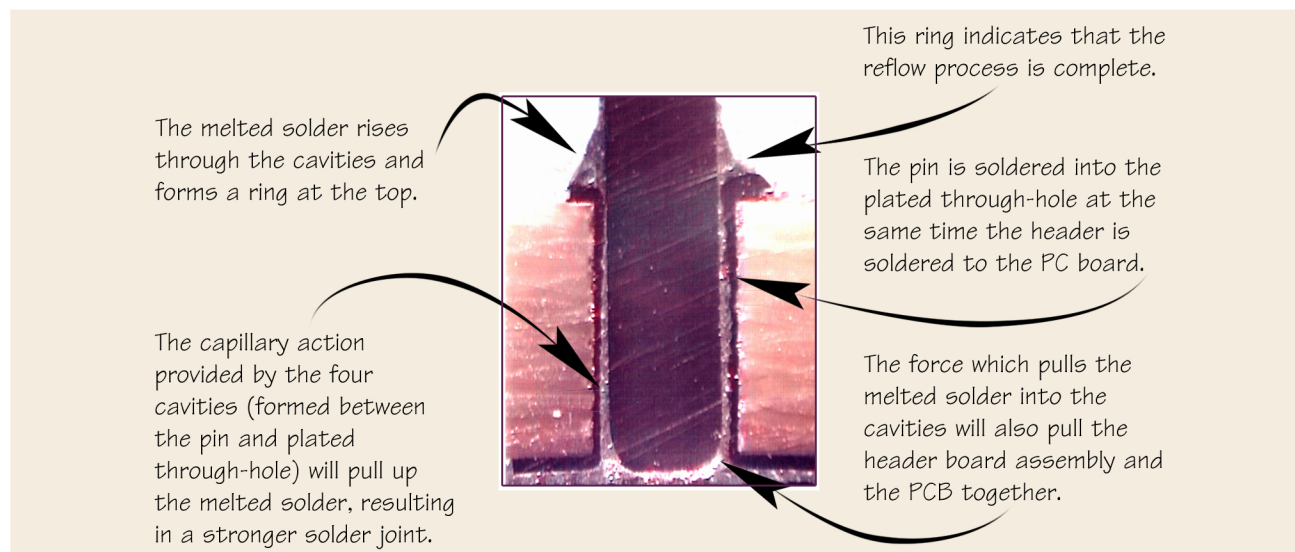 The melted solder rises
through the cavities and
forms a ring at the top.
The capillary action
provided by the four
cavities (formed between
the pin and plated
through-hole) will pull up
the melted solder, resulting
in a stronger solder joint.
This ring indicates that the
reflow process is complete.
The pin is soldered into the
plated through-hole at the
same time the header is
soldered to the PC board.
The force which pulls the
melted solder into the
cavities will also pull the
header board assembly and
the PCB together.